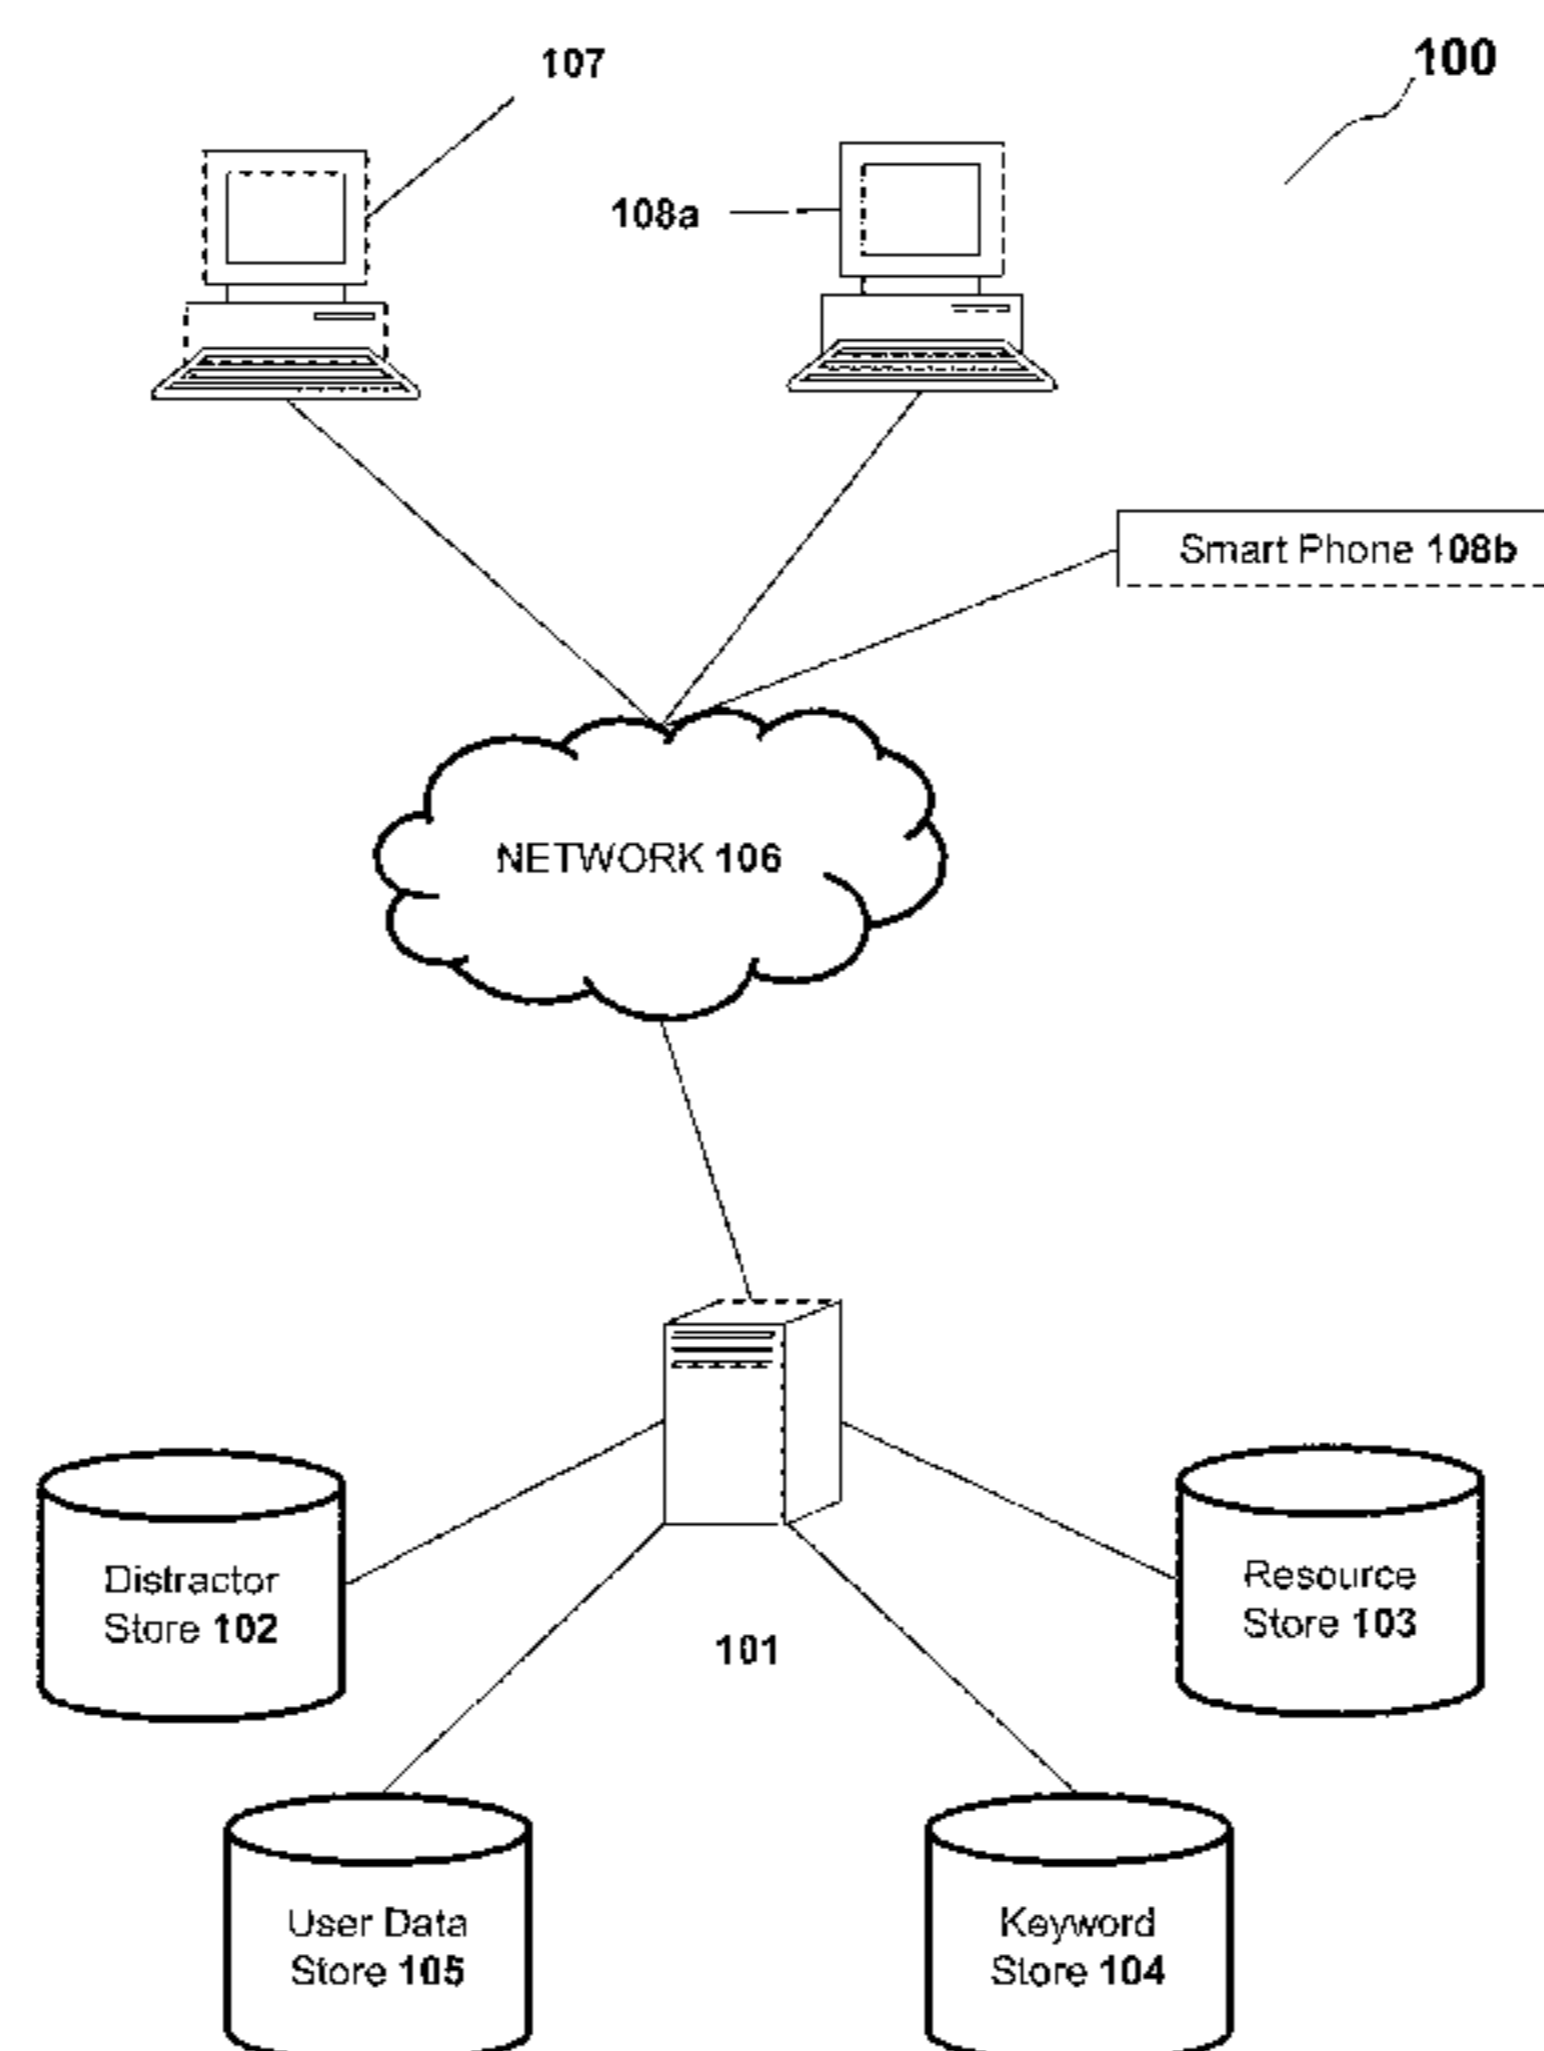 107
100
108a
Smart Phone 108b
NETWORK 106
Distractor
Store 102
Resource
Store 103
101
User Data
Store 105
Keyword
Store 104